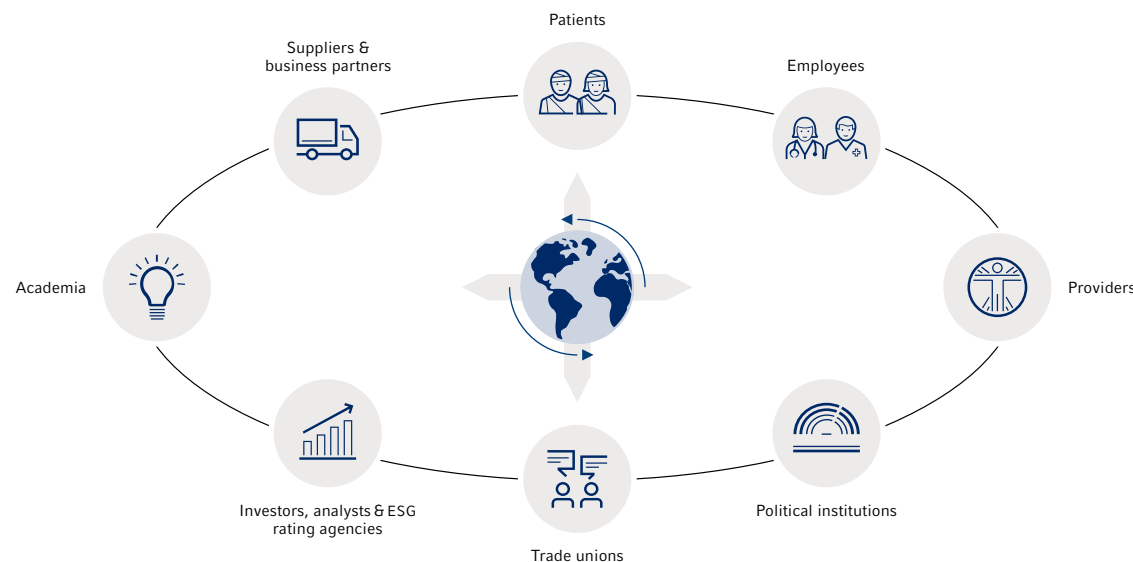 Patients
Suppliers &
business partners
Employees
Academia
Providers
Investors, analysts & ESG
rating agencies
Political institutions
Trade unions